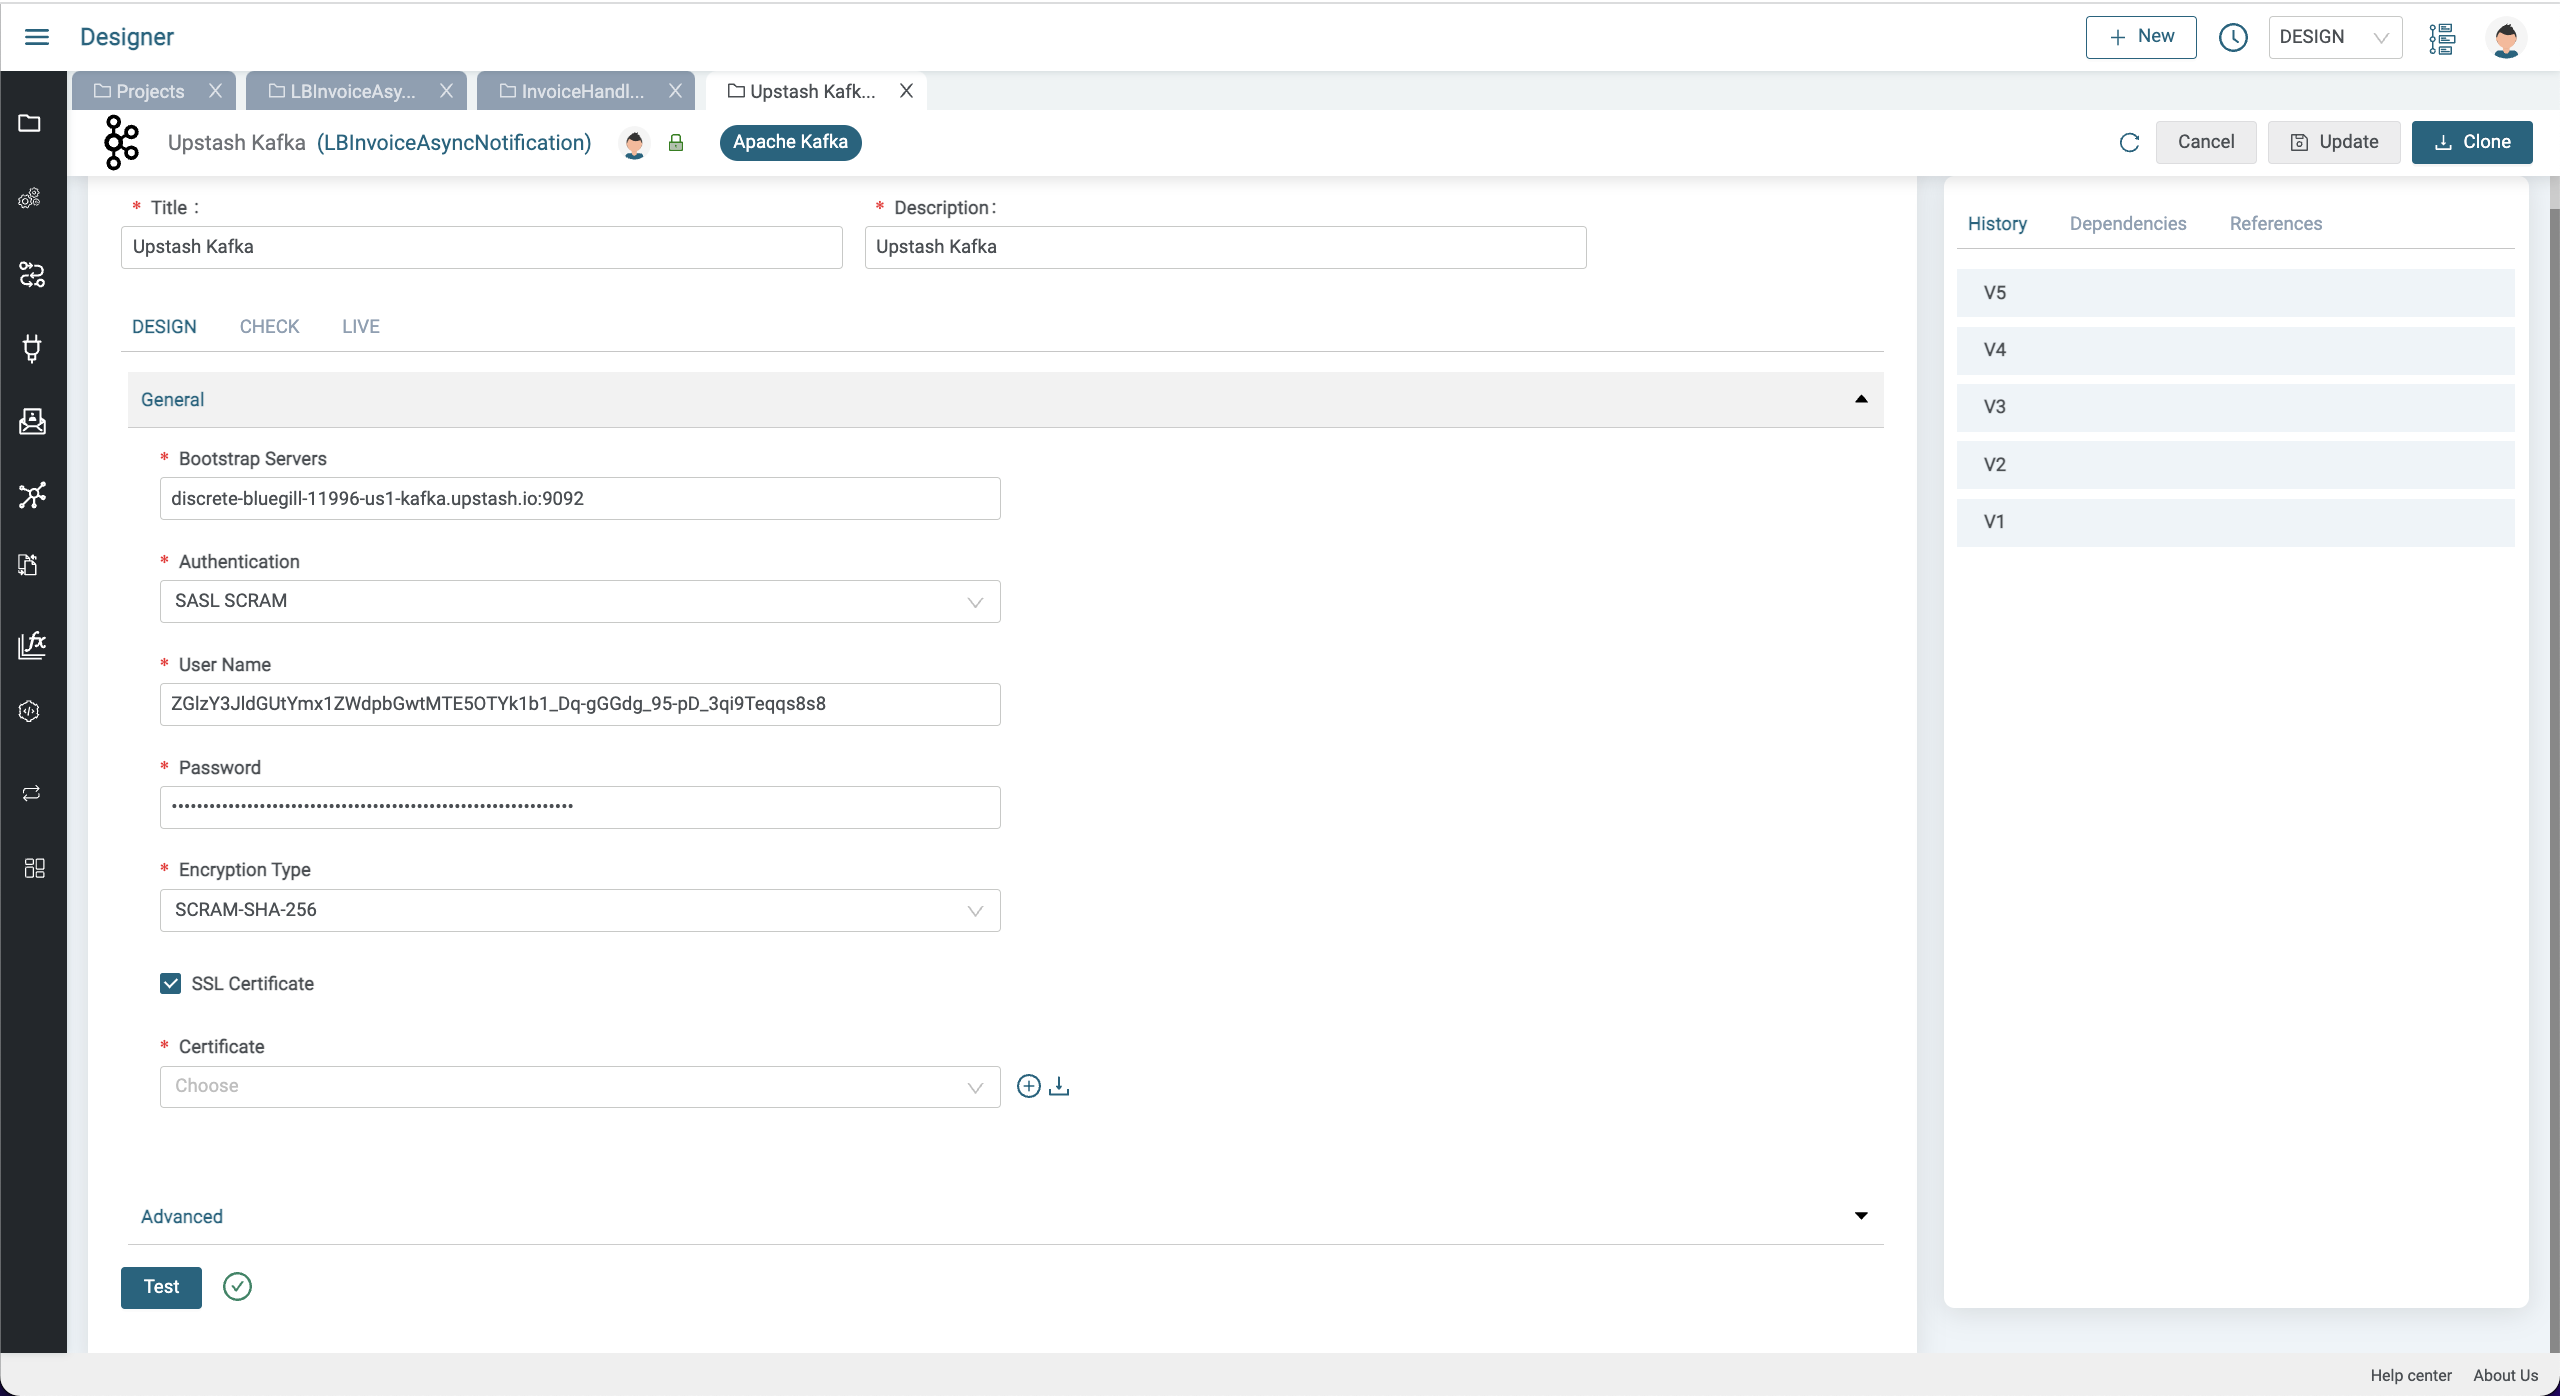 Designer
New
DESIGN
Projects X
LBInvoiceAsy... X
InvoiceHandl... X
Upstash Kafk... X
Upstash Kafka (LBInvoiceAsyncNotification)
Apache Kafka
Cancel
Update
Clone
* Title :
Upstash Kafka
* Description:
Upstash Kafka
DESIGN CHECK LIVE
General
* Bootstrap Servers
discrete-bluegill-11996-us1-kafka.upstash.io:9092
* Authentication
SASL SCRAM
* User Name
ZGlzY3JldGUtYmx1ZWdpbGwtMTE5OTYk1b1_Dq-gGGdg_95-pD_3qi9Teqqs8s8
* Password
* Encryption Type
SCRAM-SHA-256
SSL Certificate
* Certificate
Choose
Advanced
Test
History Dependencies References
V5
V4
V3
V2
V1
Help center About Us